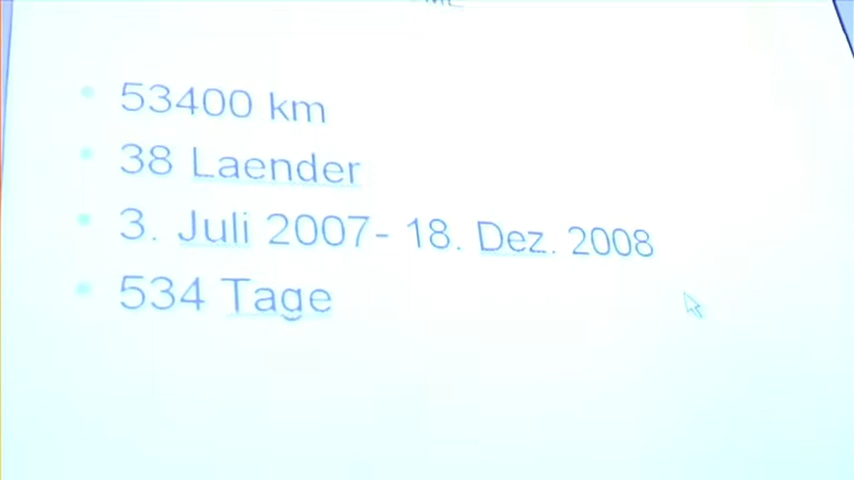 53400 km
38 Laender
3. Juli 2007- 18. Dez. 2008
534 Tage